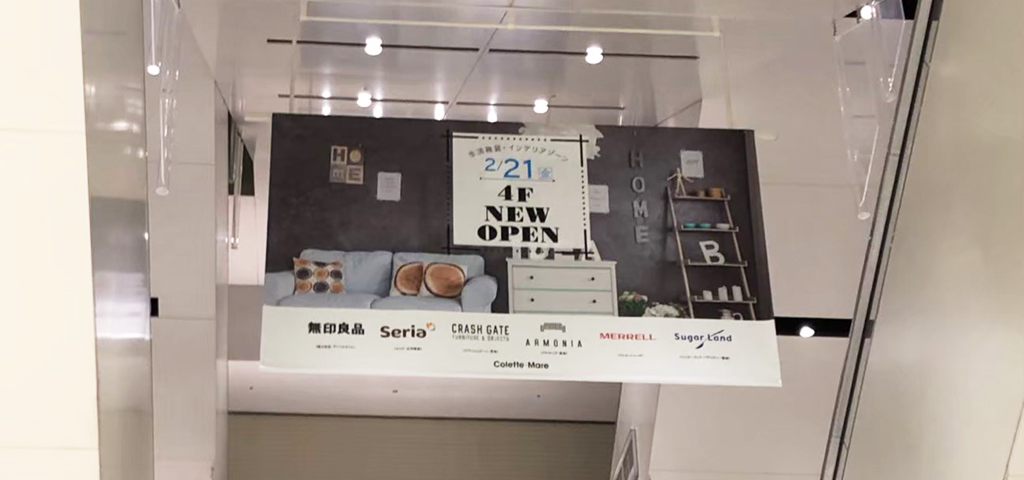 生活雑貨・インテリアゾーン
2/21 金
4F
NEW
OPEN
HOME
HOME
B
無印良品
Seria
CRASH GATE
FURNITURE & OBJECTS
ARMONIA
MERRELL
Sugar Land
Colette·Mare